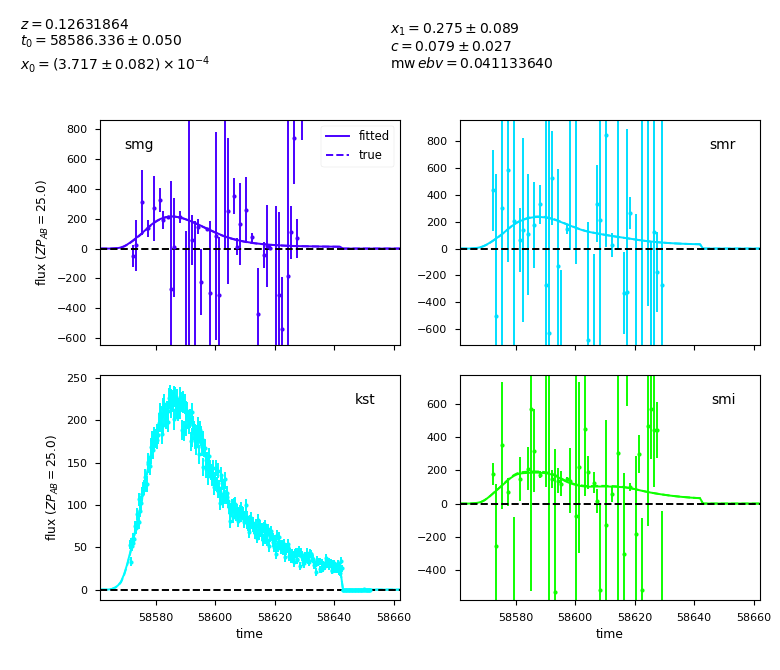 z = 0.12631864
t₀ = 58586.336 ± 0.050
x₀ = (3.717 ± 0.082) × 10⁻⁴
x₁ = 0.275 ± 0.089
c = 0.079 ± 0.027
mw ebv = 0.041133640
smg
fitted
true
flux (ZP_AB = 25.0)
800
600
400
200
0
−200
−400
−600
smr
800
600
400
200
0
−200
−400
−600
kst
flux (ZP_AB = 25.0)
250
200
150
100
50
0
58580 58600 58620 58640 58660
time
smi
600
400
200
0
−200
−400
58580 58600 58620 58640 58660
time